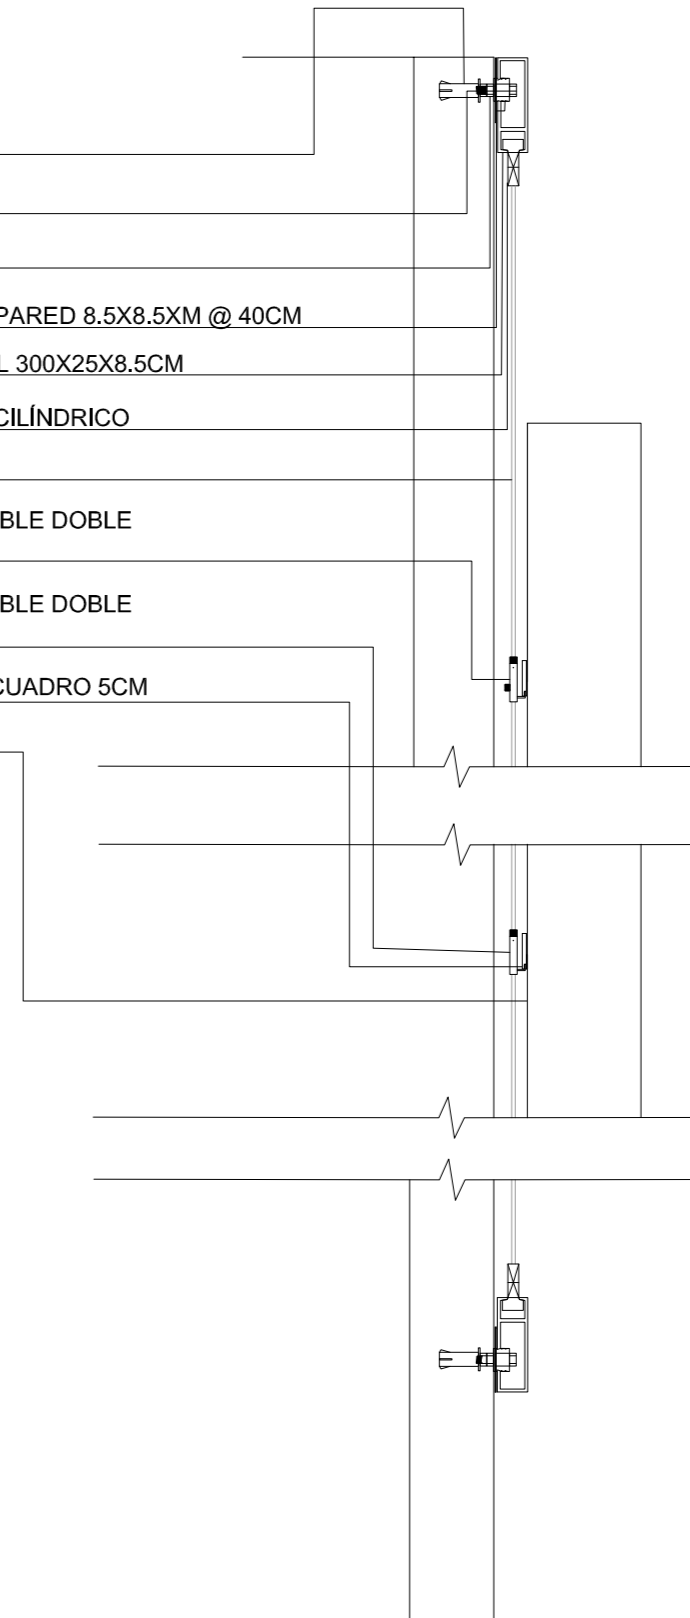 PARED 8.5X8.5XM @ 40CM
L 300X25X8.5CM
CILÍNDRICO
BLE DOBLE
BLE DOBLE
CUADRO 5CM